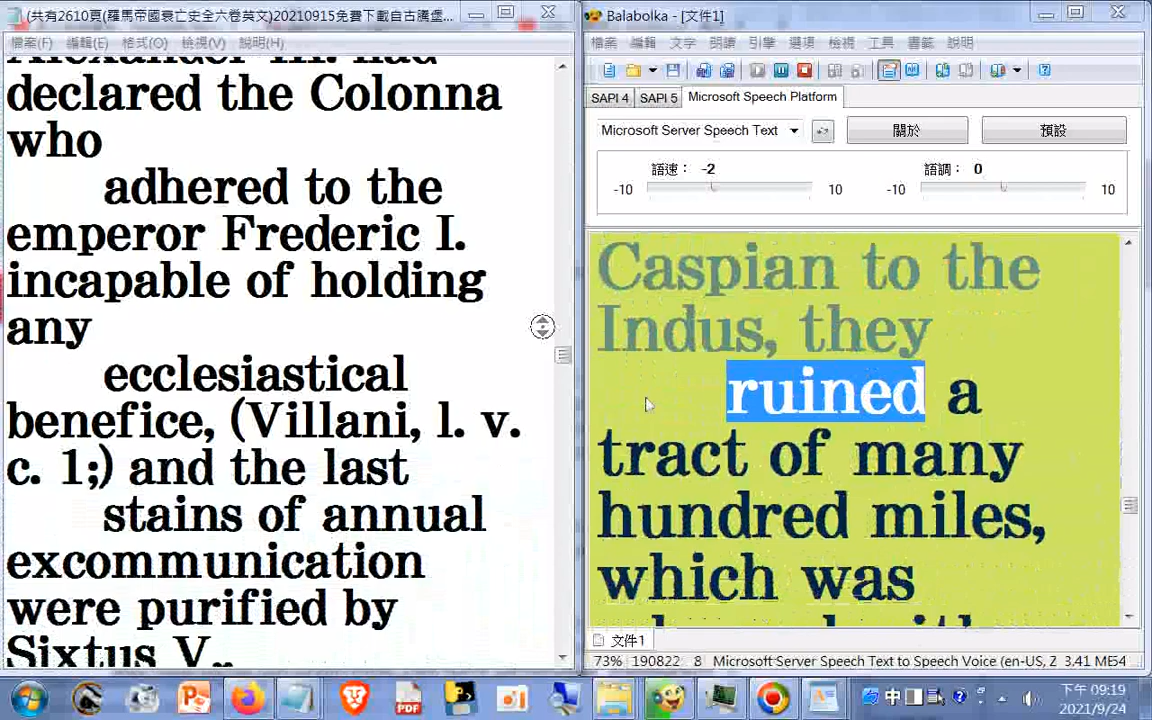 (共有2610頁(羅馬帝國衰亡史全六卷英文)20210915免費下載自古騰堡...
檔案(F) 編輯(E) 格式(O) 檢視(V) 說明(H)
Alexander III. had
declared the Colonna
who
adhered to the
emperor Frederic I.
incapable of holding
any
ecclesiastical
benefice, (Villani, l. v.
c. 1;) and the last
stains of annual
excommunication
were purified by
Sixtus V.,
Balabolka - [文件1]
檔案 編輯 文字 朗讀 引擎 選項 檢視 工具 書籤 說明
SAPI 4 SAPI 5 Microsoft Speech Platform
Microsoft Server Speech Text 關於 預設
語速： -2 語調： 0
-10 10 -10 10
Caspian to the
Indus, they
ruined a
tract of many
hundred miles,
which was
文件1
73% 190822 8 Microsoft Server Speech Text to Speech Voice (en-US, Z 3.41 ME54
PDF 中 下午 09:19
2021/9/24